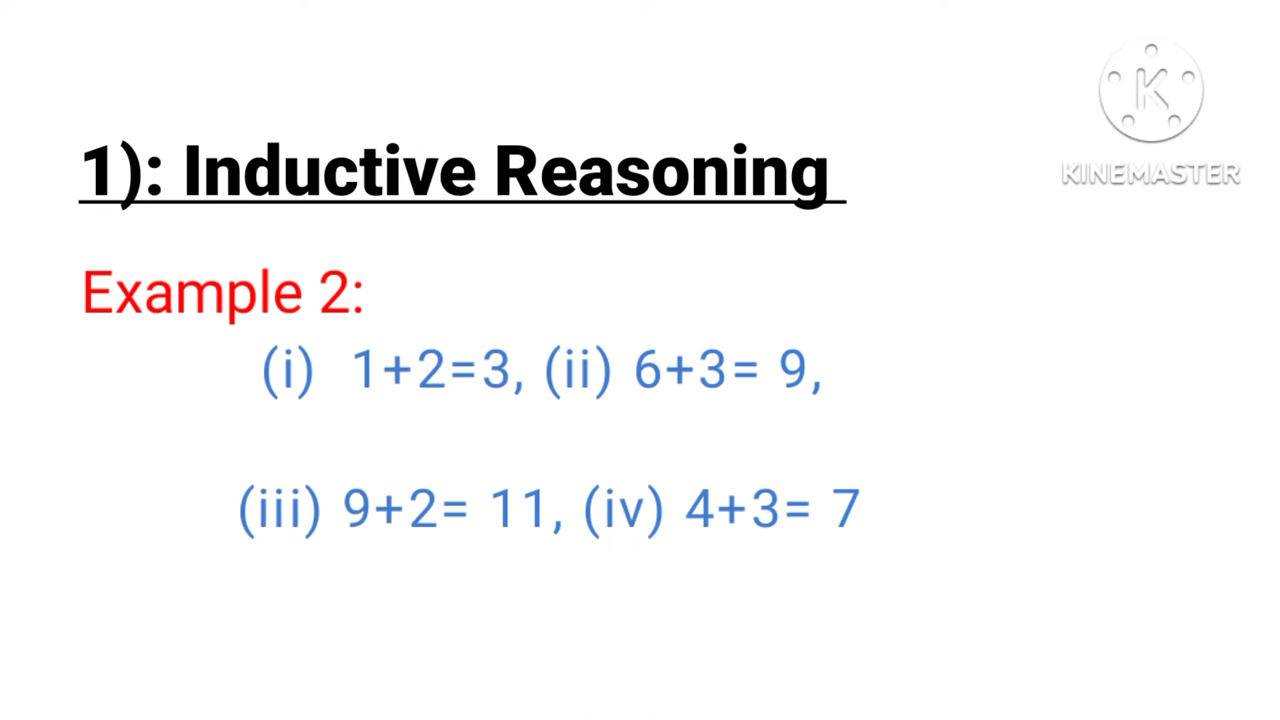 K
KINEMASTER
1): Inductive Reasoning
Example 2:
(i) 1+2=3, (ii) 6+3= 9,
(iii) 9+2= 11, (iv) 4+3= 7